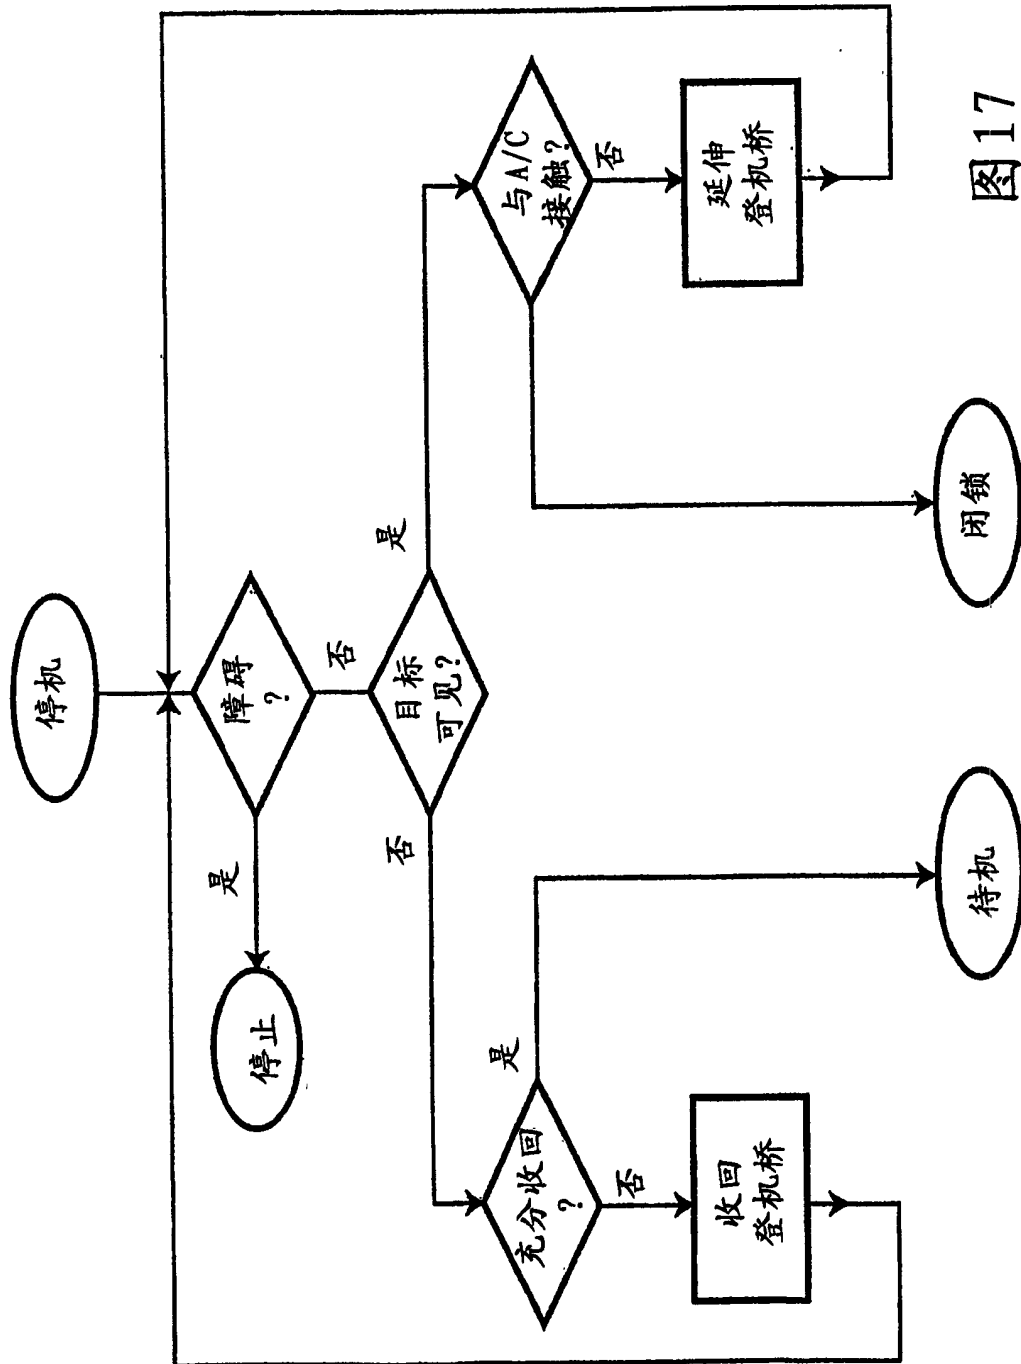 停机
障碍
?
是
停止
否
目标
可见?
是
否
与A/C
接触?
否
延伸
登机桥
闭锁
充分收回
?
是
否
收回
登机桥
待机
图17